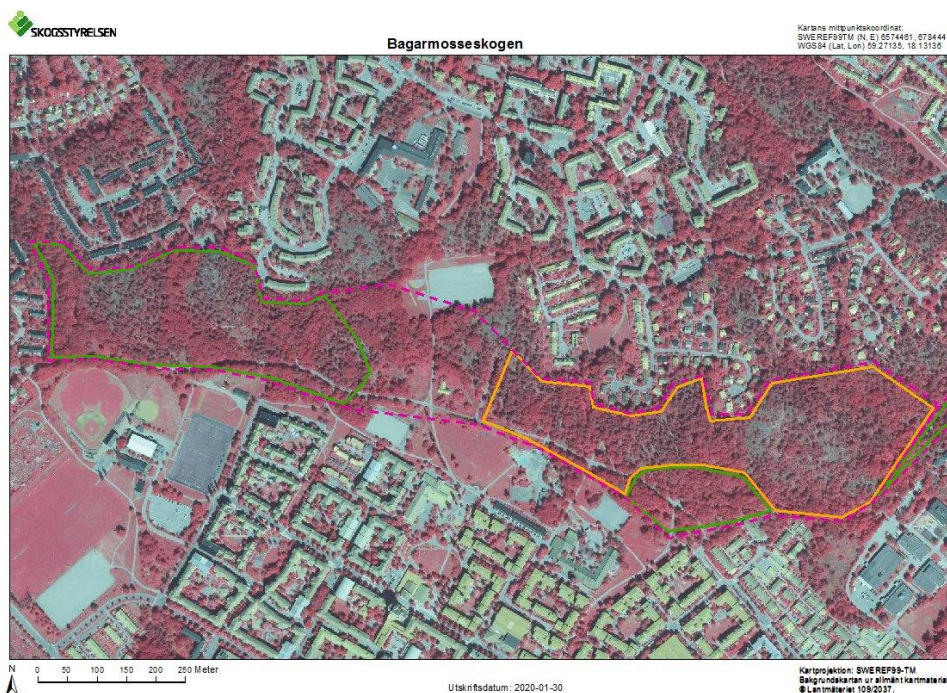 SKOGSSTYRELSEN
Bagarmosseskogen
Kartans mittpunktskoordinat:
SWEREF99TM (N, E) 6574461, 678444
WGS84 (Lat, Lon) 59.27135, 18.13136
N
0 50 100 150 200 250 Meter
Utskriftsdatum: 2020-01-30
Kartprojektion: SWEREF99-TM
Bakgrundskartan ur allmänt kartmateria
© Lantmäteriet 109/2037.